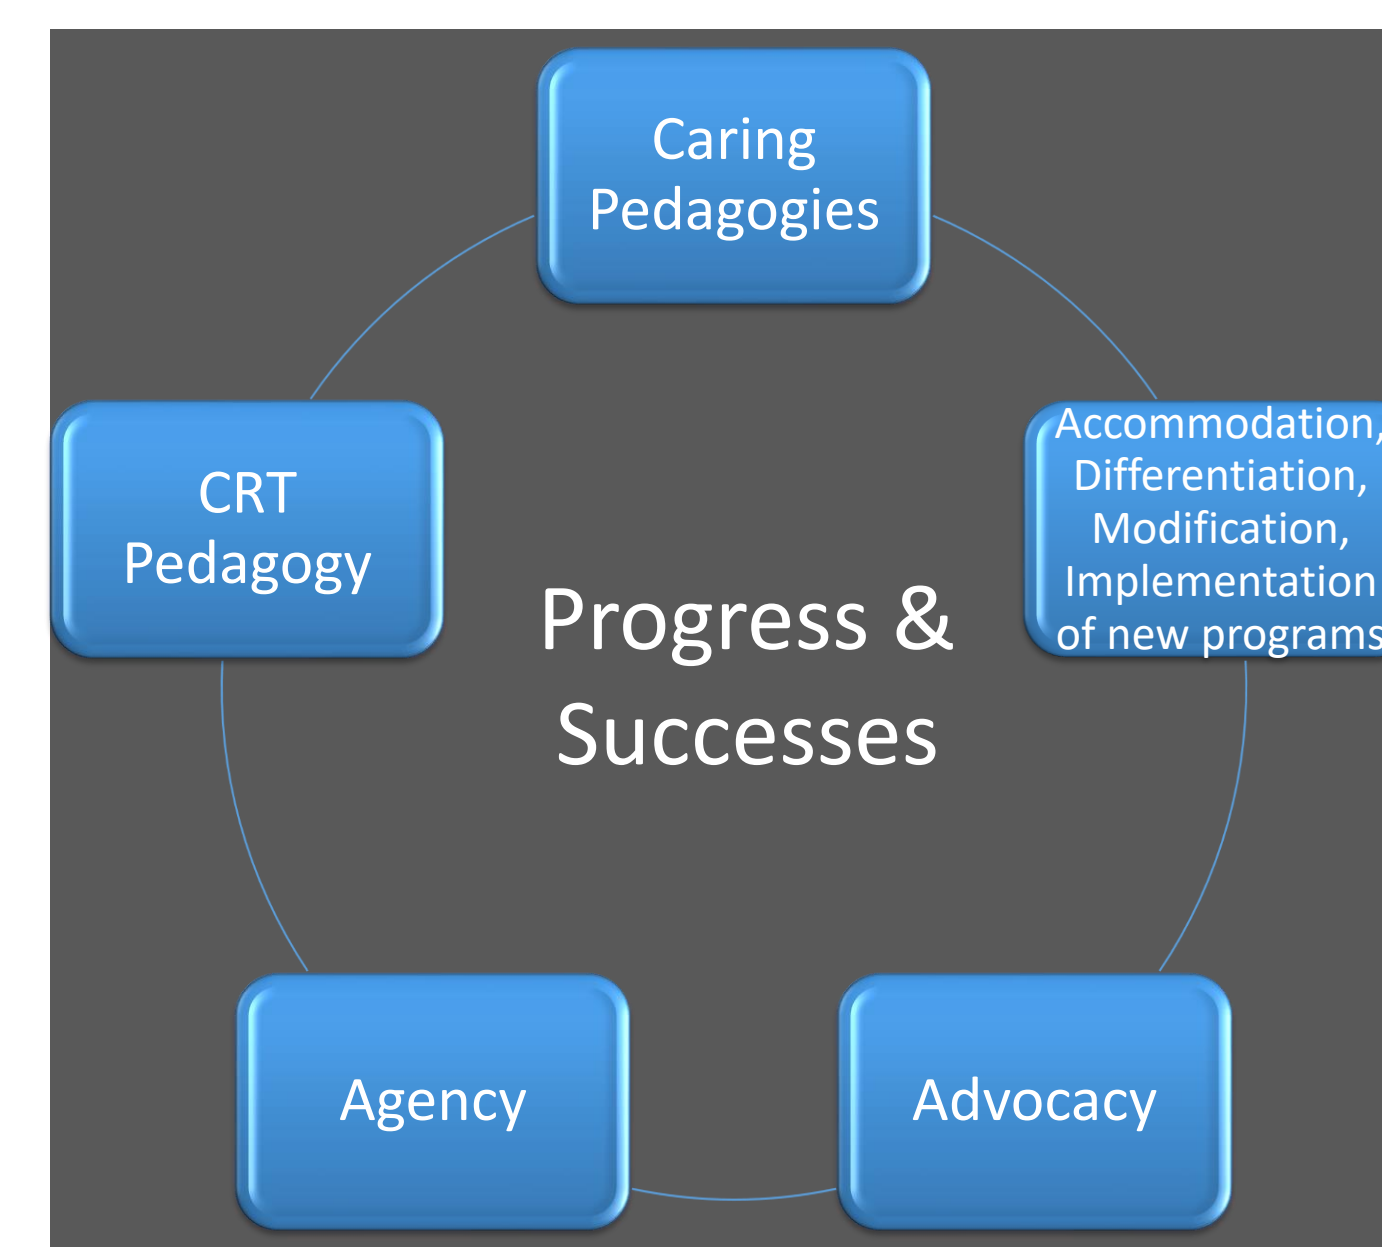 Caring
Pedagogies
Accommodation,
Differentiation,
Modification,
Implementation
of new programs
CRT
Pedagogy
Progress &
Successes
Agency
Advocacy